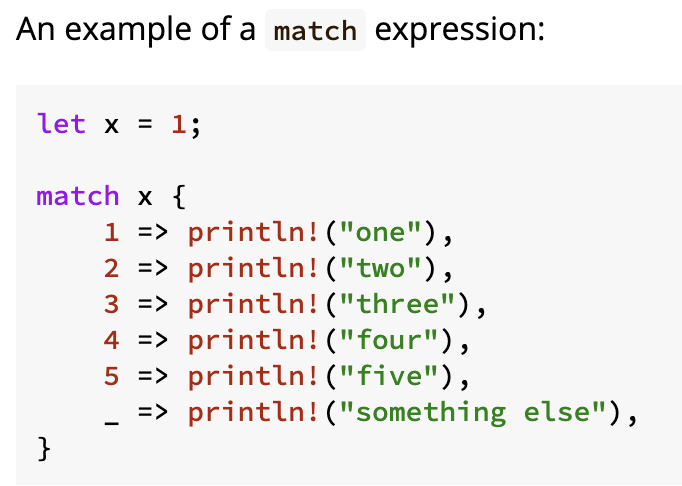 An example of a match expression:
let x = 1;
match x {
    1 => println!("one"),
    2 => println!("two"),
    3 => println!("three"),
    4 => println!("four"),
    5 => println!("five"),
    _ => println!("something else"),
}